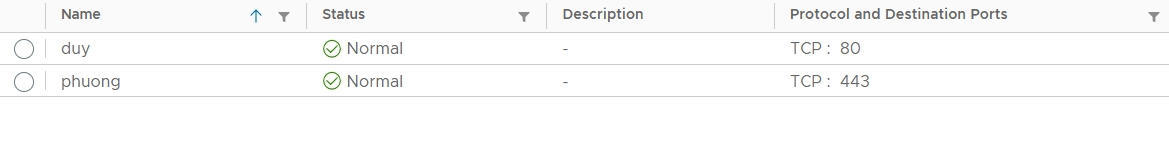 Name Status Description Protocol and Destination Ports
duy Normal - TCP : 80
phuong Normal - TCP : 443